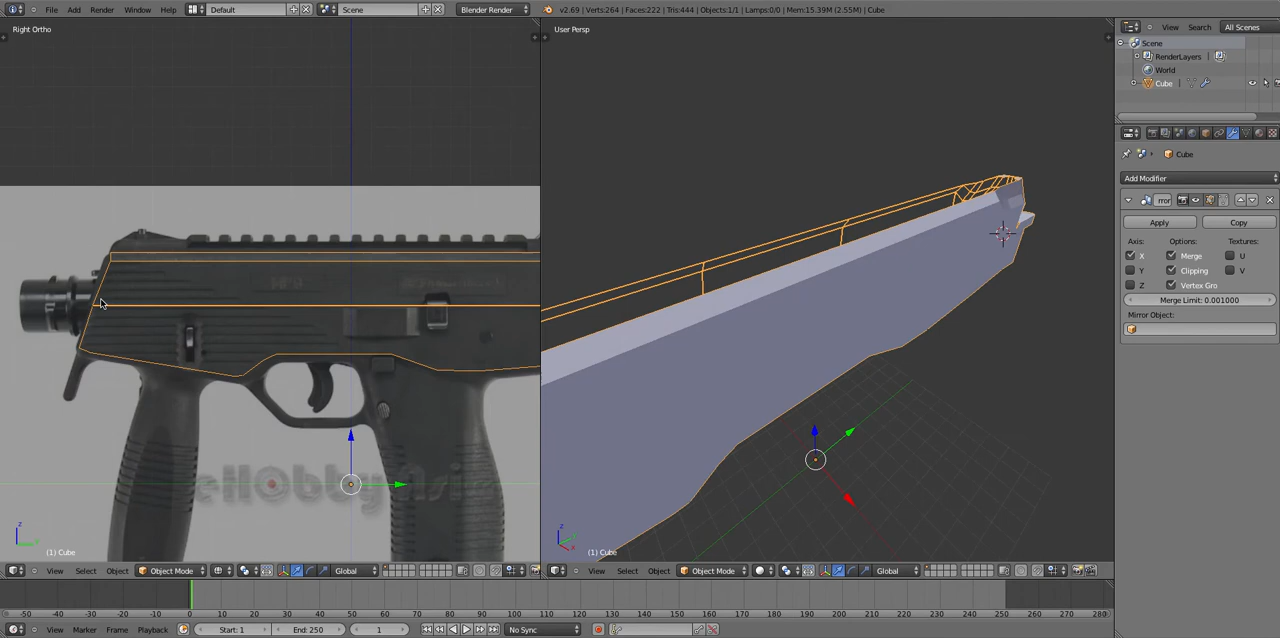 File Add Render Window Help Default Scene Blender Render v2.69 | Verts:264 | Faces:222 | Tris:444 | Objects:1/1 | Lamps:0/0 | Mem:15.39M (2.55M) | Cube
Right Ortho
User Persp
View Search All Scenes
Scene
RenderLayers
World
Cube
Cube
Add Modifier
rror
Apply Copy
Axis: Options: Textures:
X Merge U
Y Clipping V
Z Vertex Gro
Merge Limit: 0.001000
Mirror Object:
ellObbyAsi
z
y
z
x
(1) Cube
(1) Cube
View Select Object Object Mode Global
View Select Object Object Mode Global
-50 -40 -30 -20 -10 0 10 20 30 40 50 60 70 80 90 100 110 120 130 140 150 160 170 180 190 200 210 220 230 240 250 260 270 280
View Marker Frame Playback Start: 1 End: 250 1 No Sync